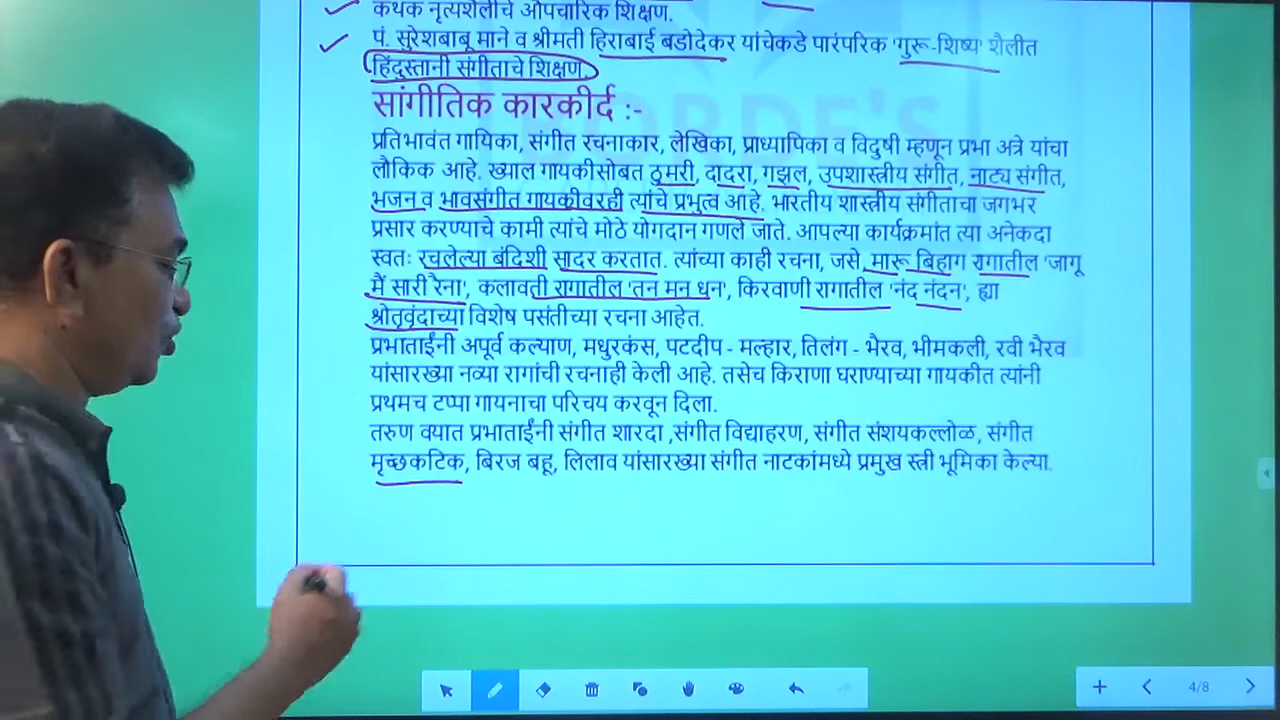 कथक नृत्यशैलीचे औपचारिक शिक्षण.
पं. सुरेशबाबू माने व श्रीमती हिराबाई बडोदेकर यांचेकडे पारंपरिक 'गुरू-शिष्य' शैलीत
हिंदुस्तानी संगीताचे शिक्षण.
सांगीतिक कारकीर्द :-
प्रतिभावंत गायिका, संगीत रचनाकार, लेखिका, प्राध्यापिका व विदुषी म्हणून प्रभा अत्रे यांचा
लौकिक आहे. ख्याल गायकीसोबत ठुमरी, दादरा, गझल, उपशास्त्रीय संगीत, नाट्य संगीत,
भजन व भावसंगीत गायकीवरही त्यांचे प्रभुत्व आहे. भारतीय शास्त्रीय संगीताचा जगभर
प्रसार करण्याचे कामी त्यांचे मोठे योगदान गणले जाते. आपल्या कार्यक्रमांत त्या अनेकदा
स्वतः रचलेल्या बंदिशी सादर करतात. त्यांच्या काही रचना, जसे, मारू बिहाग रागातील 'जागू
मैं सारी रैना', कलावती रागातील 'तन मन धन', किरवाणी रागातील 'नंद नंदन', ह्या
श्रोतृवृंदाच्या विशेष पसंतीच्या रचना आहेत.
प्रभाताईंनी अपूर्व कल्याण, मधुरकंस, पटदीप - मल्हार, तिलंग - भैरव, भीमकली, रवी भैरव
यांसारख्या नव्या रागांची रचनाही केली आहे. तसेच किराणा घराण्याच्या गायकीत त्यांनी
प्रथमच टप्पा गायनाचा परिचय करवून दिला.
तरुण वयात प्रभाताईंनी संगीत शारदा ,संगीत विद्याहरण, संगीत संशयकल्लोळ, संगीत
मृच्छकटिक, बिरज बहू, लिलाव यांसारख्या संगीत नाटकांमध्ये प्रमुख स्त्री भूमिका केल्या.
4/8